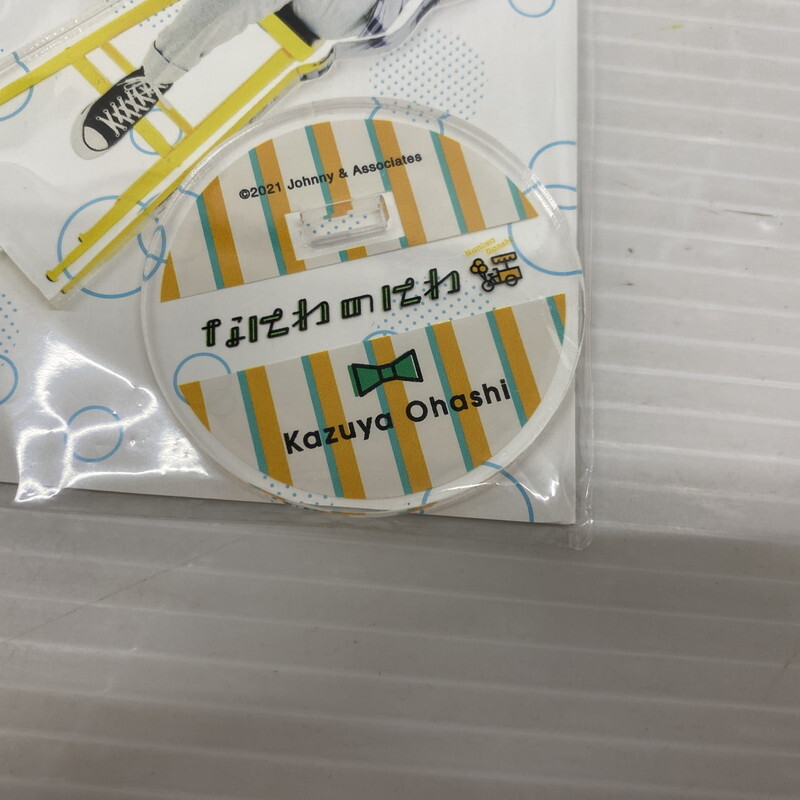 ©2021 Johnny & Associates
なにわのにわ
Kazuya Ohashi